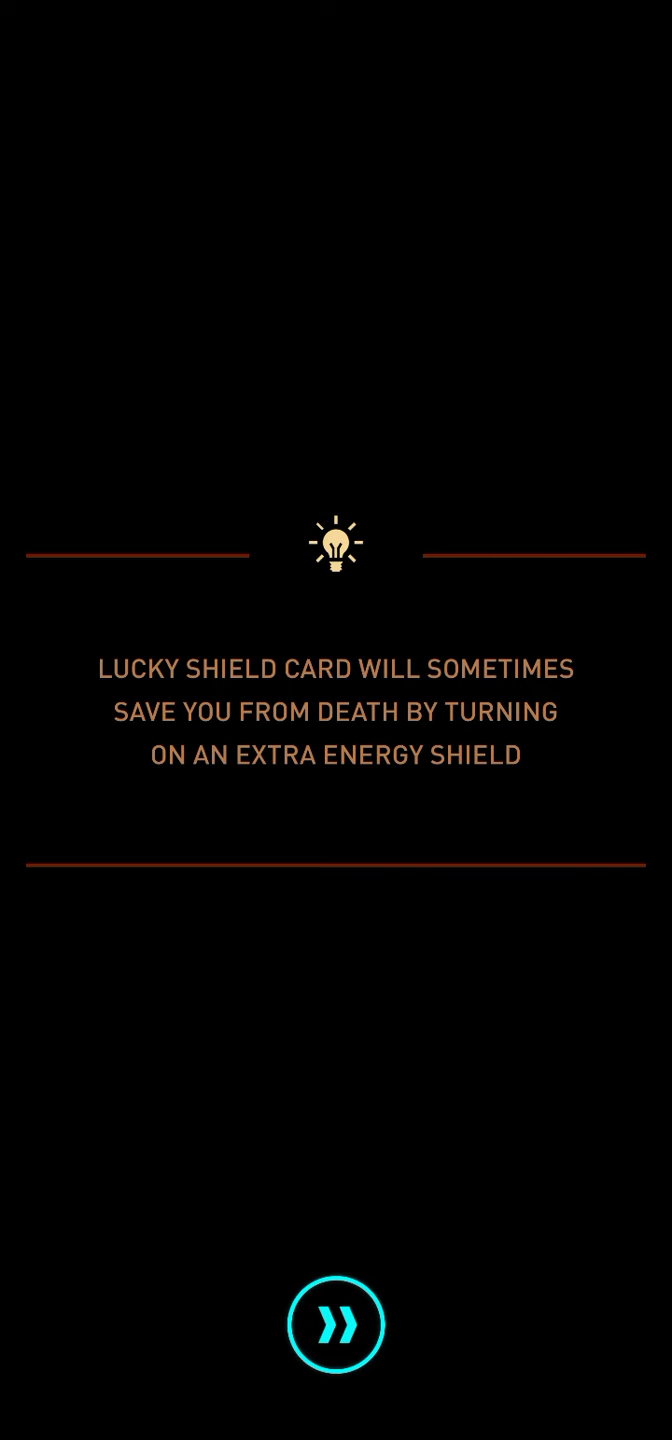 LUCKY SHIELD CARD WILL SOMETIMES
SAVE YOU FROM DEATH BY TURNING
ON AN EXTRA ENERGY SHIELD